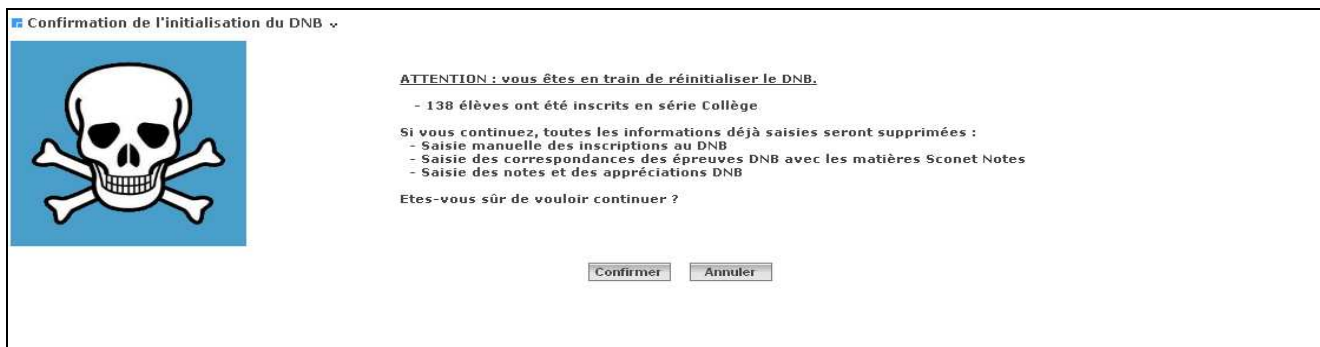 Confirmation de l'initialisation du DNB
ATTENTION : vous êtes en train de réinitialiser le DNB.
- 138 élèves ont été inscrits en série Collège
Si vous continuez, toutes les informations déjà saisies seront supprimées :
- Saisie manuelle des inscriptions au DNB
- Saisie des correspondances des épreuves DNB avec les matières Sconet Notes
- Saisie des notes et des appréciations DNB
Etes-vous sûr de vouloir continuer ?
Confirmer Annuler